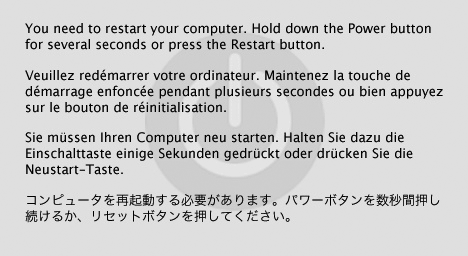 You need to restart your computer. Hold down the Power button
for several seconds or press the Restart button.
Veuillez redémarrer votre ordinateur. Maintenez la touche de
démarrage enfoncée pendant plusieurs secondes ou bien appuyez
sur le bouton de réinitialisation.
Sie müssen Ihren Computer neu starten. Halten Sie dazu die
Einschalttaste einige Sekunden gedrückt oder drücken Sie die
Neustart-Taste.
コンピュータを再起動する必要があります。パワーボタンを数秒間押し
続けるか、リセットボタンを押してください。